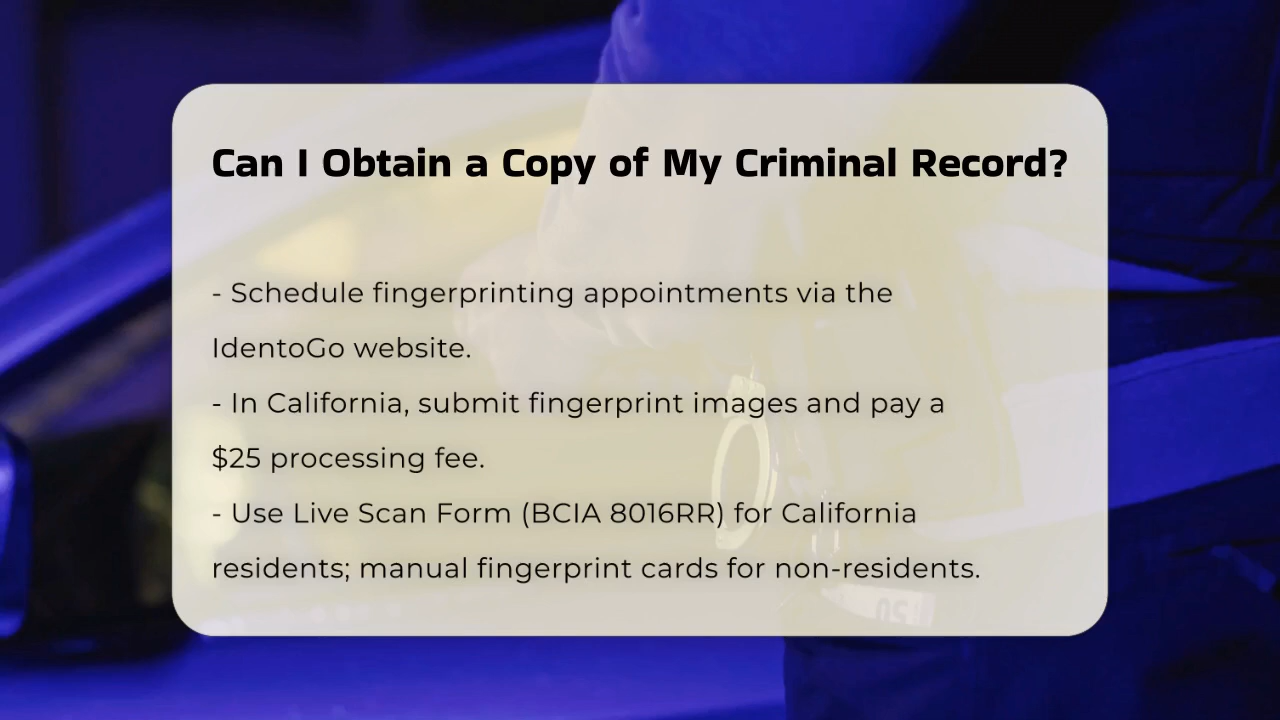 Can I Obtain a Copy of My Criminal Record?
- Schedule fingerprinting appointments via the
IdentoGo website.
- In California, submit fingerprint images and pay a
$25 processing fee.
- Use Live Scan Form (BCIA 8016RR) for California
residents; manual fingerprint cards for non-residents.